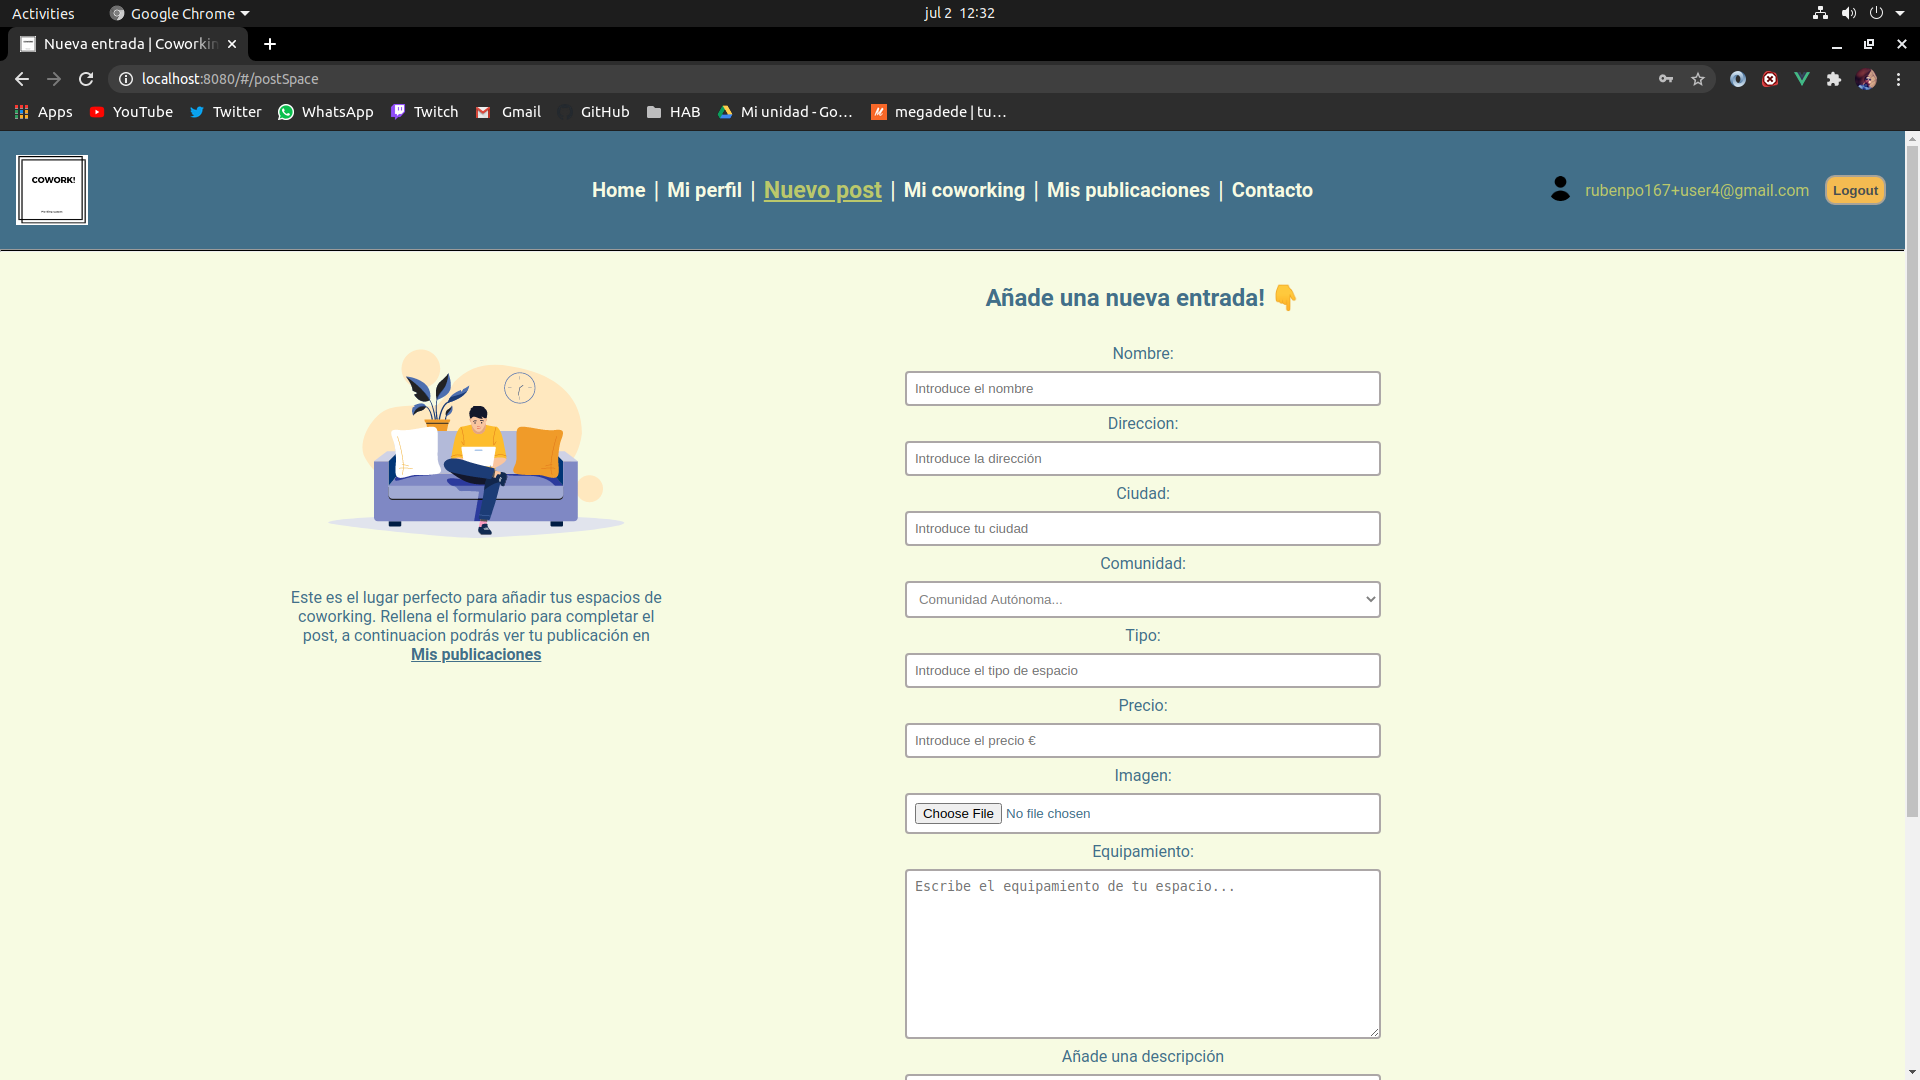 Activities
Google Chrome
jul 2 12:32
Nueva entrada | Coworkin
localhost:8080/#/postSpace
Apps
YouTube
Twitter
WhatsApp
Twitch
Gmail
GitHub
HAB
Mi unidad - Go…
megadede | tu…
COWORK!
Home | Mi perfil | Nuevo post | Mi coworking | Mis publicaciones | Contacto
rubenpo167+user4@gmail.com
Logout
Añade una nueva entrada! 👇
Este es el lugar perfecto para añadir tus espacios de
coworking. Rellena el formulario para completar el
post, a continuacion podrás ver tu publicación en
Mis publicaciones
Nombre:
Introduce el nombre
Direccion:
Introduce la dirección
Ciudad:
Introduce tu ciudad
Comunidad:
Comunidad Autónoma...
Tipo:
Introduce el tipo de espacio
Precio:
Introduce el precio €
Imagen:
Choose File No file chosen
Equipamiento:
Escribe el equipamiento de tu espacio...
Añade una descripción